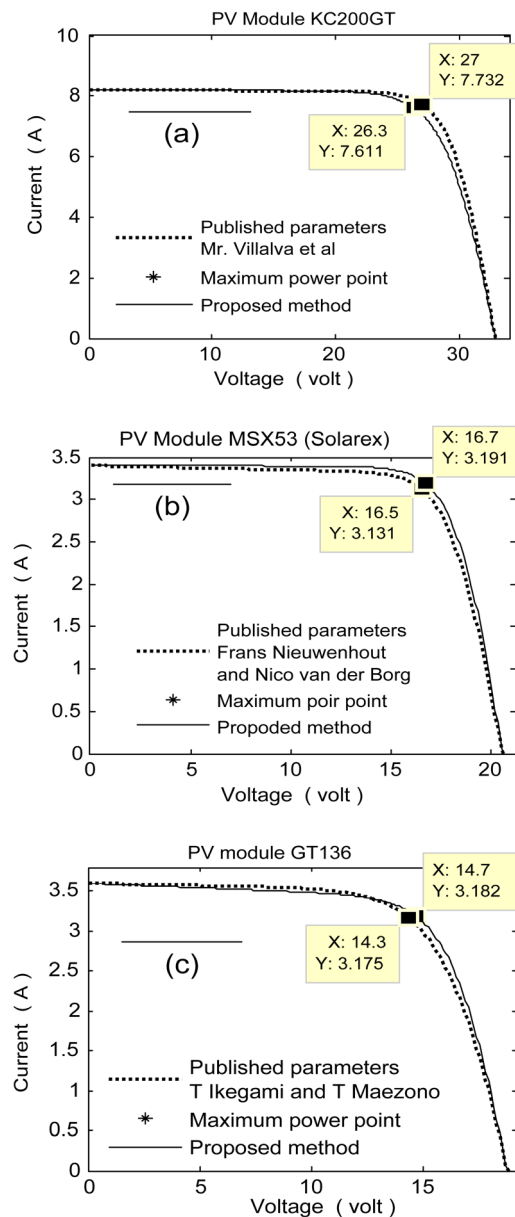 PV Module KC200GT
10
8
6
4
2
0
Current ( A )
X: 27
Y: 7.732
X: 26.3
Y: 7.611
(a)
Published parameters
Mr. Villalva et al
Maximum power point
Proposed method
0
10
20
30
Voltage ( volt )
PV Module MSX53 (Solarex)
3.5
3
2.5
2
1.5
1
0.5
0
Current ( A )
X: 16.7
Y: 3.191
X: 16.5
Y: 3.131
(b)
Published parameters
Frans Nieuwenhout
and Nico van der Borg
Maximum poir point
Propoded method
0
5
10
15
20
Voltage ( volt )
PV module GT136
3.5
3
2.5
2
1.5
1
0.5
0
Current ( A )
X: 14.7
Y: 3.182
X: 14.3
Y: 3.175
(c)
Published parameters
T Ikegami and T Maezono
Maximum power point
Proposed method
0
5
10
15
Voltage ( volt )